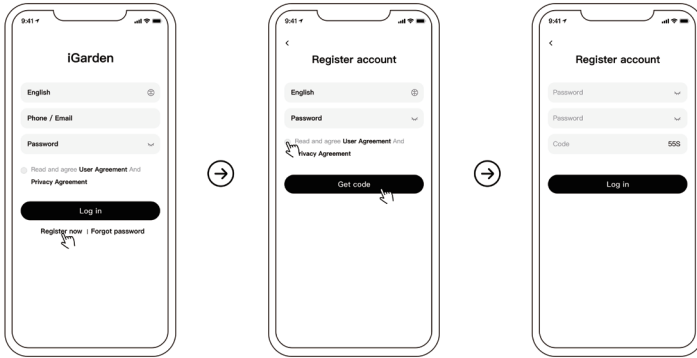 9:41
iGarden
English
Phone / Email
Password
Read and agree User Agreement And
Privacy Agreement
Log in
Register now | Forgot password
9:41
Register account
English
Password
Read and agree User Agreement And
Privacy Agreement
Get code
9:41
Register account
Password
Password
Code 55S
Log in